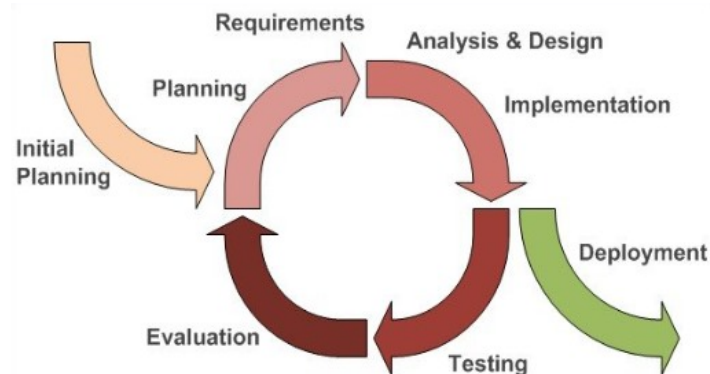 Requirements
Analysis & Design
Planning
Implementation
Initial
Planning
Deployment
Evaluation
Testing